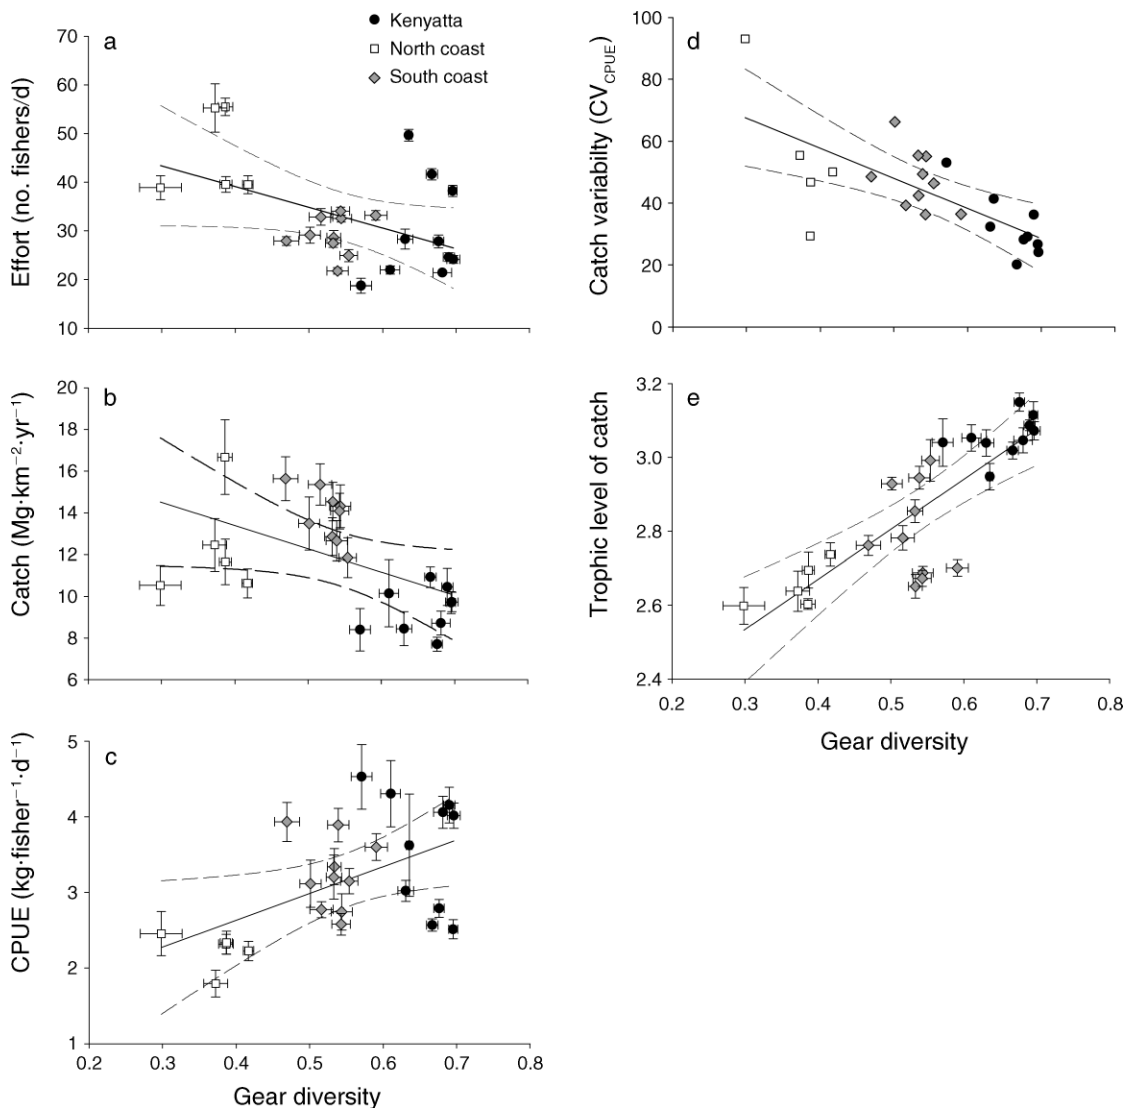 Kenyatta
North coast
South coast
a
70
60
50
40
30
20
10
Effort (no. fishers/d)
d
100
80
60
40
20
0
Catch variabilty (CV_CPUE)
b
20
18
16
14
12
10
8
6
Catch (Mg·km⁻²·yr⁻¹)
e
3.2
3.0
2.8
2.6
2.4
Trophic level of catch
0.2 0.3 0.4 0.5 0.6 0.7 0.8
Gear diversity
c
5
4
3
2
1
CPUE (kg·fisher⁻¹·d⁻¹)
0.2 0.3 0.4 0.5 0.6 0.7 0.8
Gear diversity